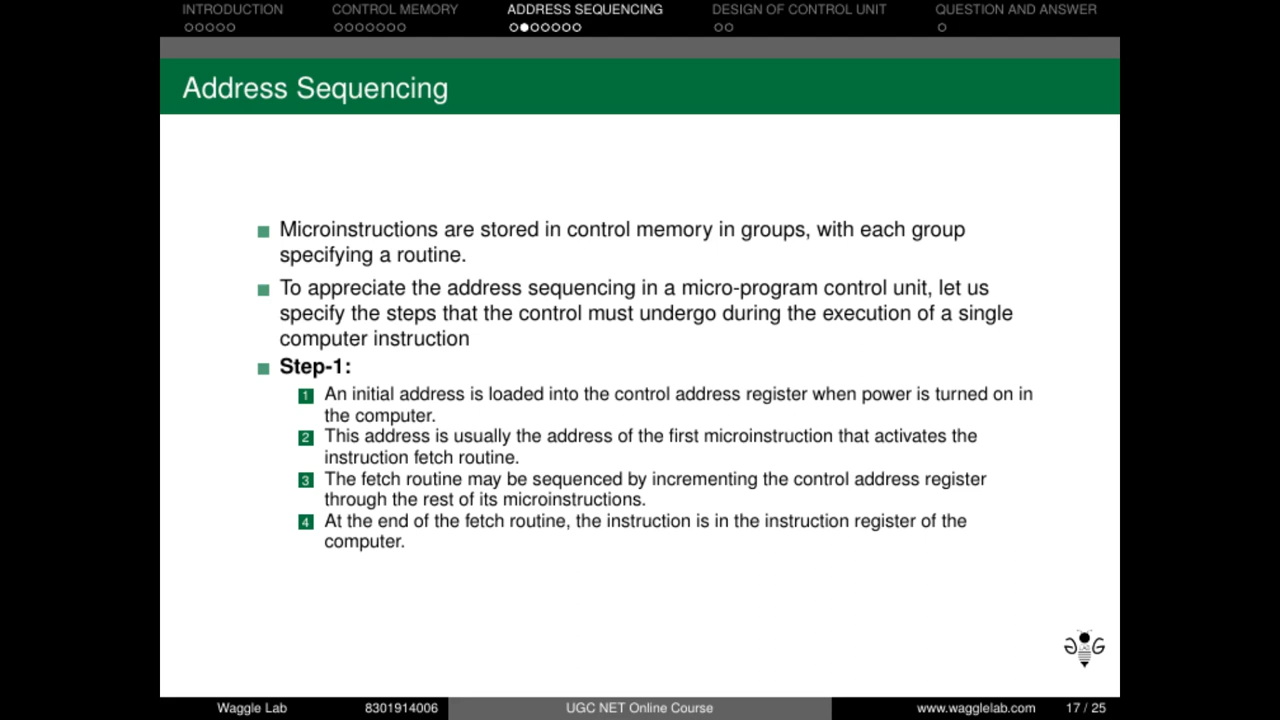 INTRODUCTION CONTROL MEMORY ADDRESS SEQUENCING DESIGN OF CONTROL UNIT QUESTION AND ANSWER
Address Sequencing
Microinstructions are stored in control memory in groups, with each group
specifying a routine.
To appreciate the address sequencing in a micro-program control unit, let us
specify the steps that the control must undergo during the execution of a single
computer instruction
Step-1:
1 An initial address is loaded into the control address register when power is turned on in
the computer.
2 This address is usually the address of the first microinstruction that activates the
instruction fetch routine.
3 The fetch routine may be sequenced by incrementing the control address register
through the rest of its microinstructions.
4 At the end of the fetch routine, the instruction is in the instruction register of the
computer.
Waggle Lab 8301914006 UGC NET Online Course www.wagglelab.com 17 / 25